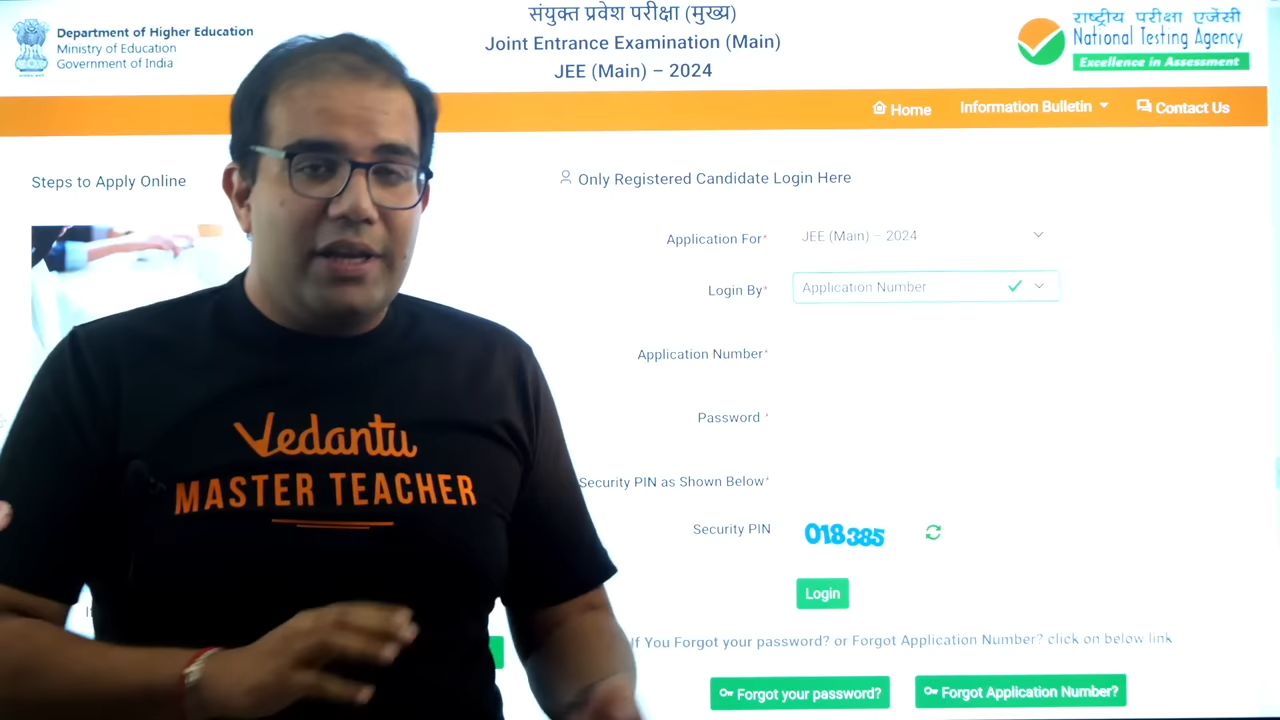 Department of Higher Education
Ministry of Education
Government of India
संयुक्त प्रवेश परीक्षा (मुख्य)
Joint Entrance Examination (Main)
JEE (Main) – 2024
राष्ट्रीय परीक्षा एजेंसी
National Testing Agency
Excellence in Assessment
Home
Information Bulletin
Contact Us
Steps to Apply Online
Only Registered Candidate Login Here
Application For*
JEE (Main) – 2024
Login By*
Application Number
Application Number*
Password *
Security PIN as Shown Below*
Security PIN
018385
Login
If You Forgot your password? or Forgot Application Number? click on below link
Forgot your password?
Forgot Application Number?
Vedantu
MASTER TEACHER